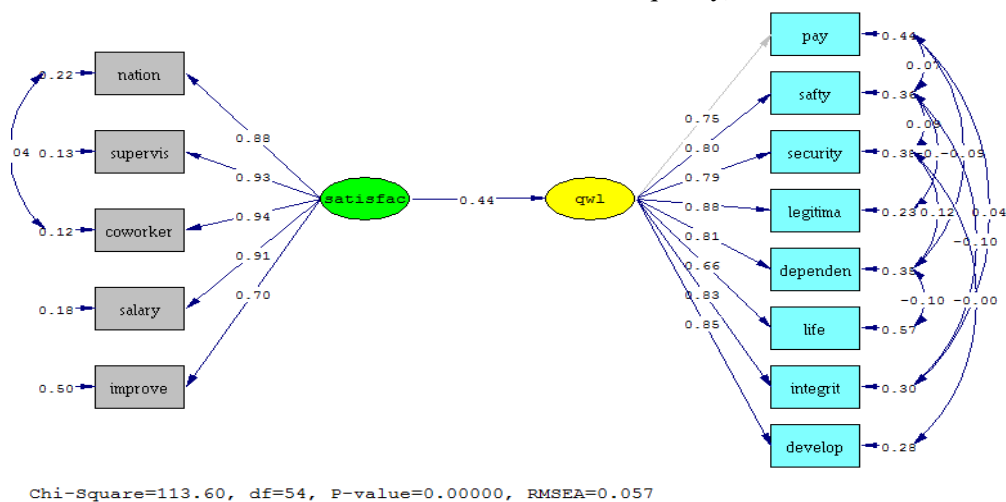 pay
0.44
0.07
nation
0.22
safty
0.36
0.75
0.88
0.09
0.80
04
0.13
supervis
security
0.38
-0.09
0.93
0.79
satisfac
0.44
qwl
0.88
legitima
0.23
0.12
0.04
0.12
coworker
0.94
0.81
-0.10
0.91
0.66
dependen
0.70
0.83
-0.10
-0.00
0.18
salary
0.85
life
0.57
0.50
improve
integrit
0.30
develop
0.28
Chi-Square=113.60, df=54, P-value=0.00000, RMSEA=0.057